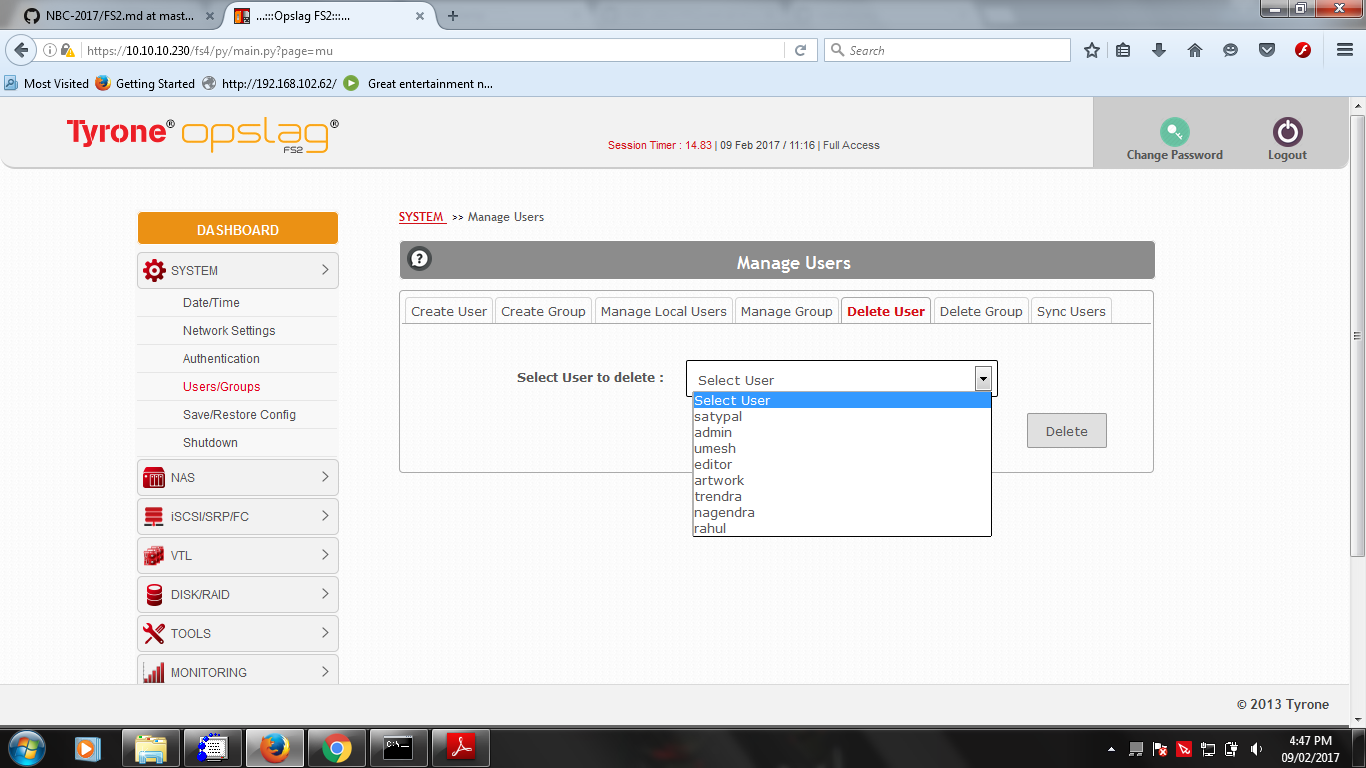 NBC-2017/FS2.md at mast...
...:::Opslag FS2:::...
https://10.10.10.230/fs4/py/main.py?page=mu
Search
Most Visited
Getting Started
http://192.168.102.62/
Great entertainment n...
Tyrone® opslag®
FS2
Session Timer : 14.83 | 09 Feb 2017 / 11:16 | Full Access
Change Password
Logout
DASHBOARD
SYSTEM
Date/Time
Network Settings
Authentication
Users/Groups
Save/Restore Config
Shutdown
NAS
iSCSI/SRP/FC
VTL
DISK/RAID
TOOLS
MONITORING
SYSTEM >> Manage Users
?
Manage Users
Create User
Create Group
Manage Local Users
Manage Group
Delete User
Delete Group
Sync Users
Select User to delete :
Select User
Select User
satypal
admin
umesh
editor
artwork
trendra
nagendra
rahul
Delete
© 2013 Tyrone
C:\
4:47 PM
09/02/2017